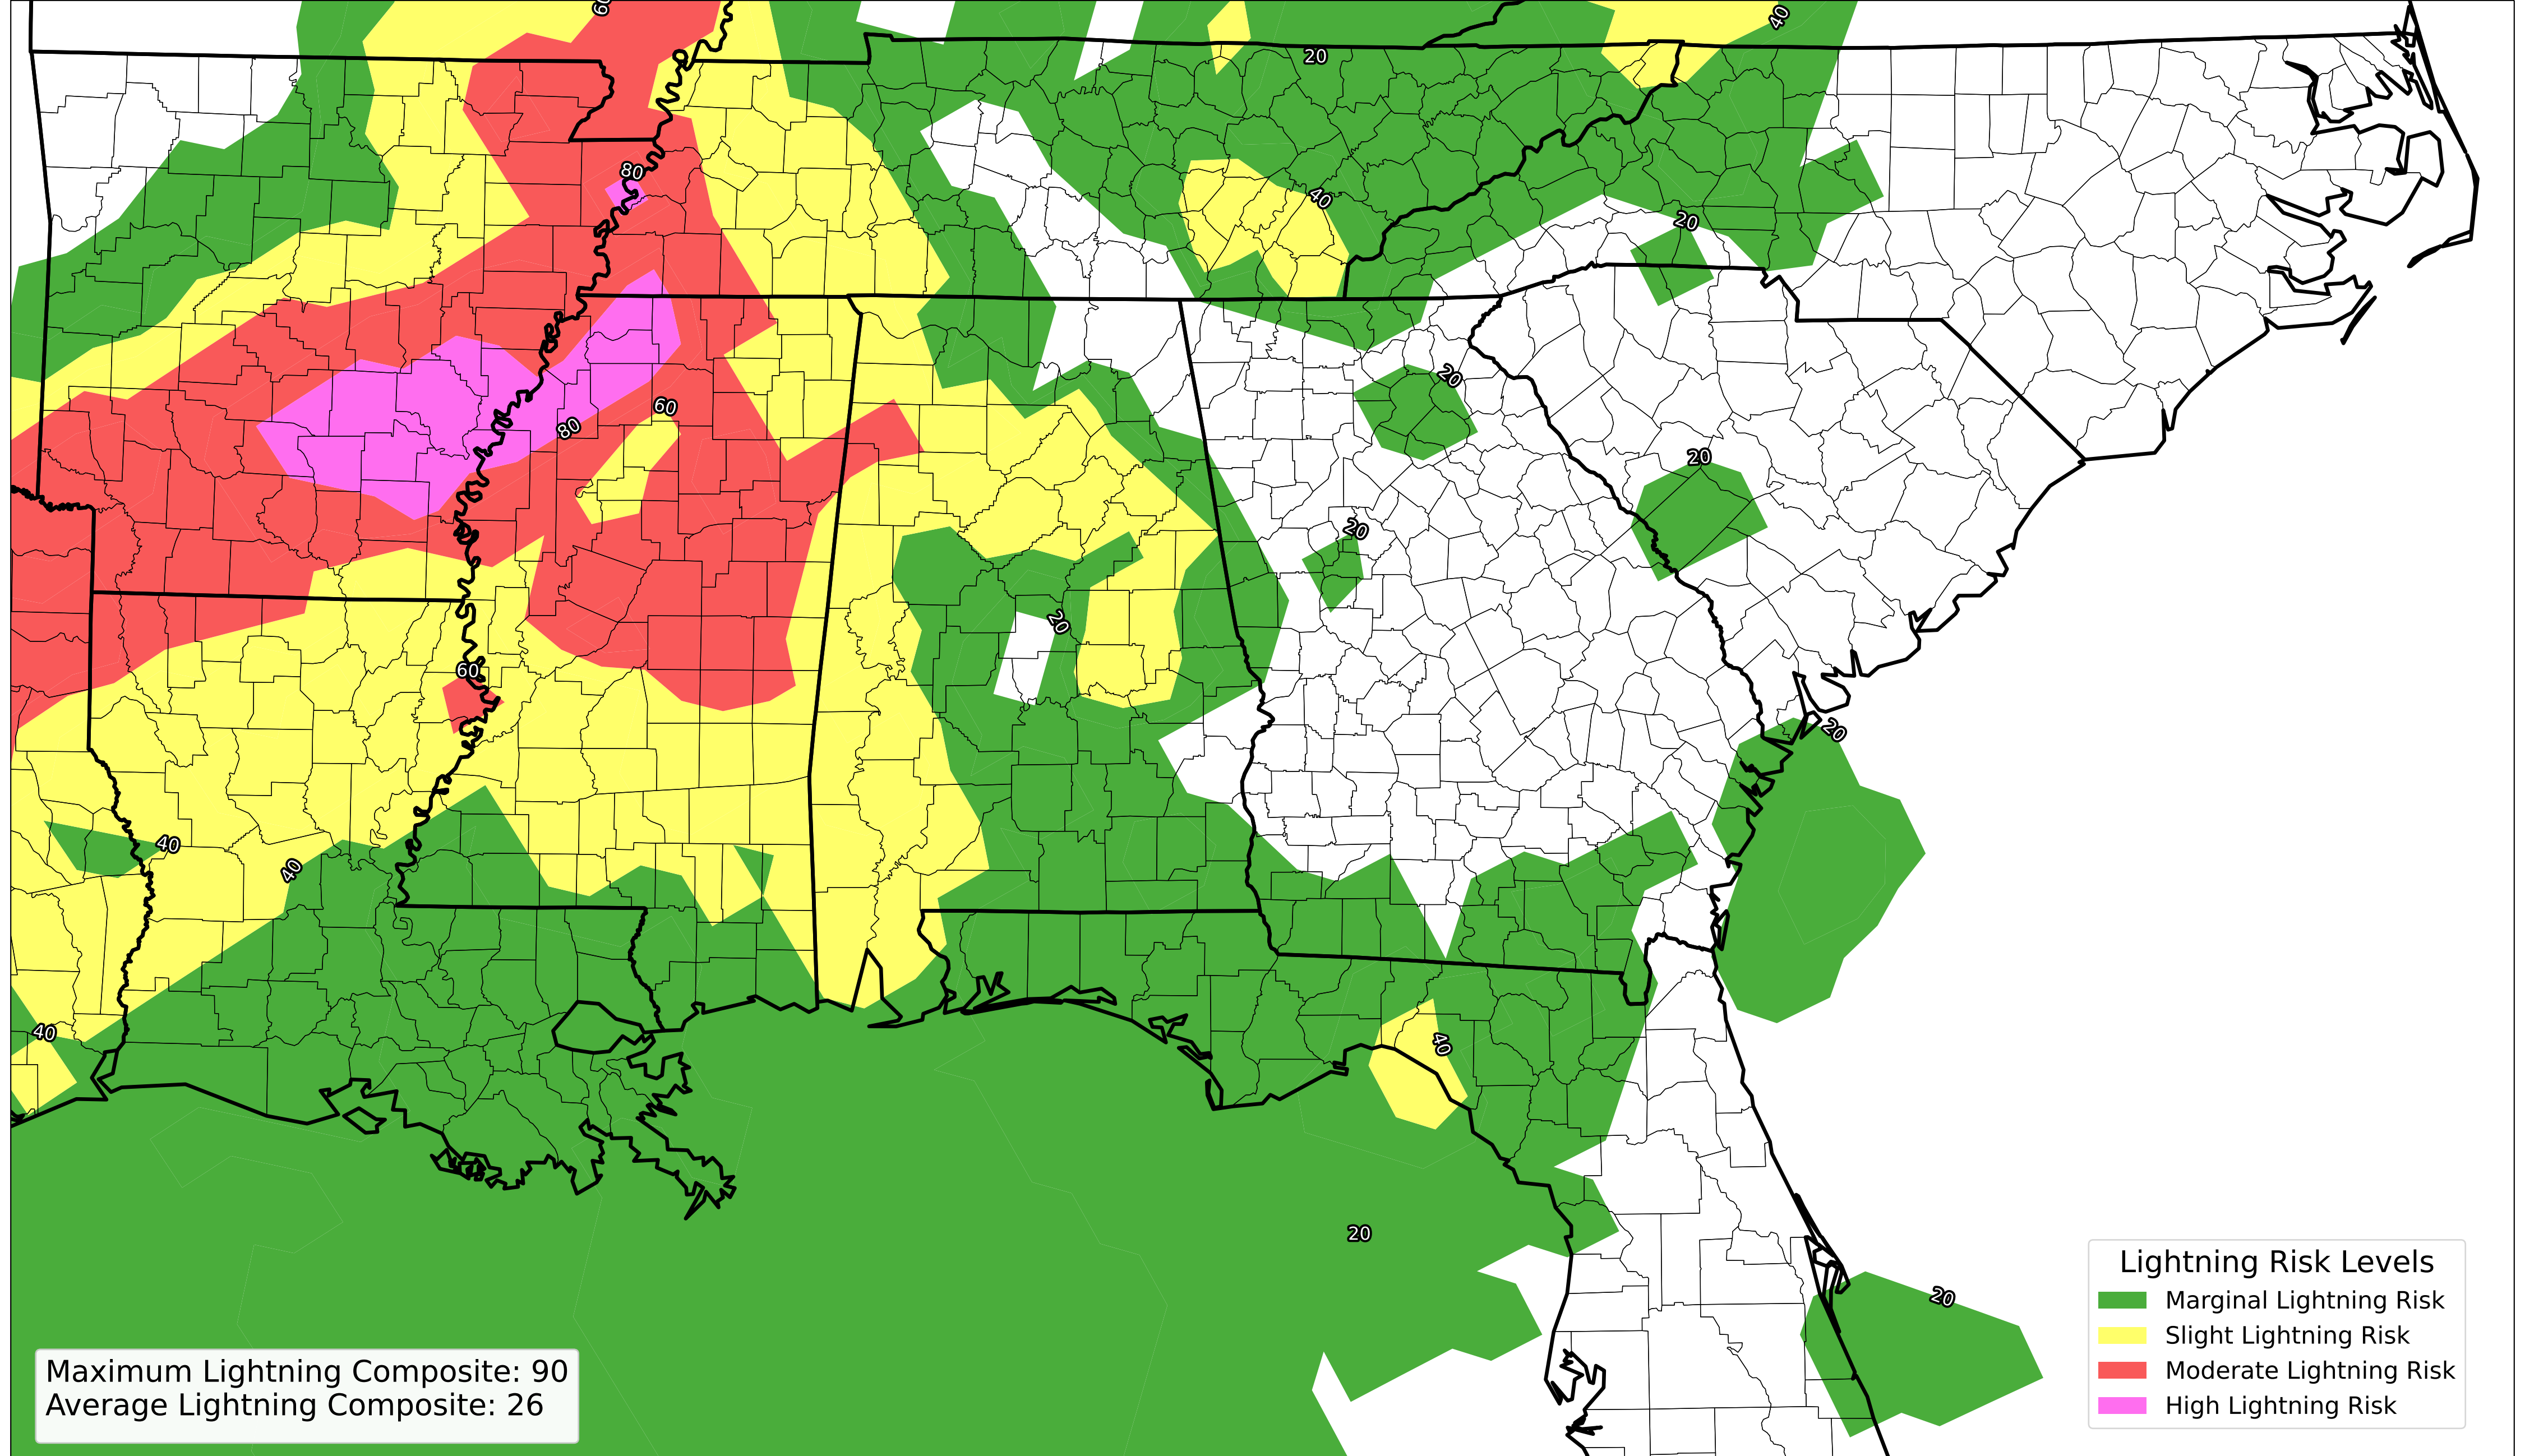 60
40
20
80
40
20
20
60
80
20
20
20
60
40
40
40
40
20
20
20
Maximum Lightning Composite: 90
Average Lightning Composite: 26
Lightning Risk Levels
Marginal Lightning Risk
Slight Lightning Risk
Moderate Lightning Risk
High Lightning Risk